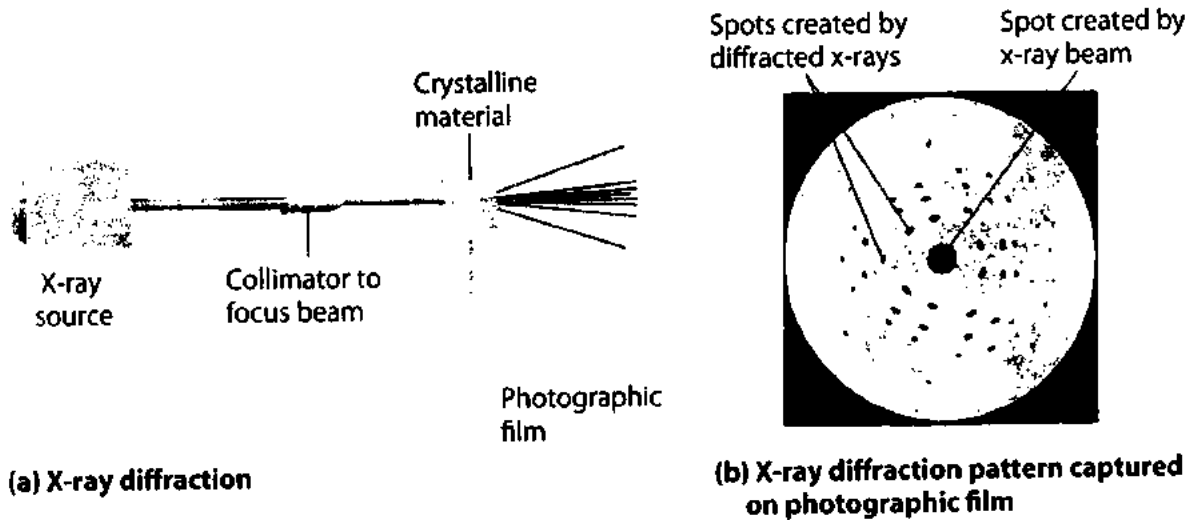 Crystalline
material
X-ray
source
Collimator to
focus beam
Photographic
film
(a) X-ray diffraction
Spots created by
diffracted x-rays
Spot created by
x-ray beam
(b) X-ray diffraction pattern captured
on photographic film